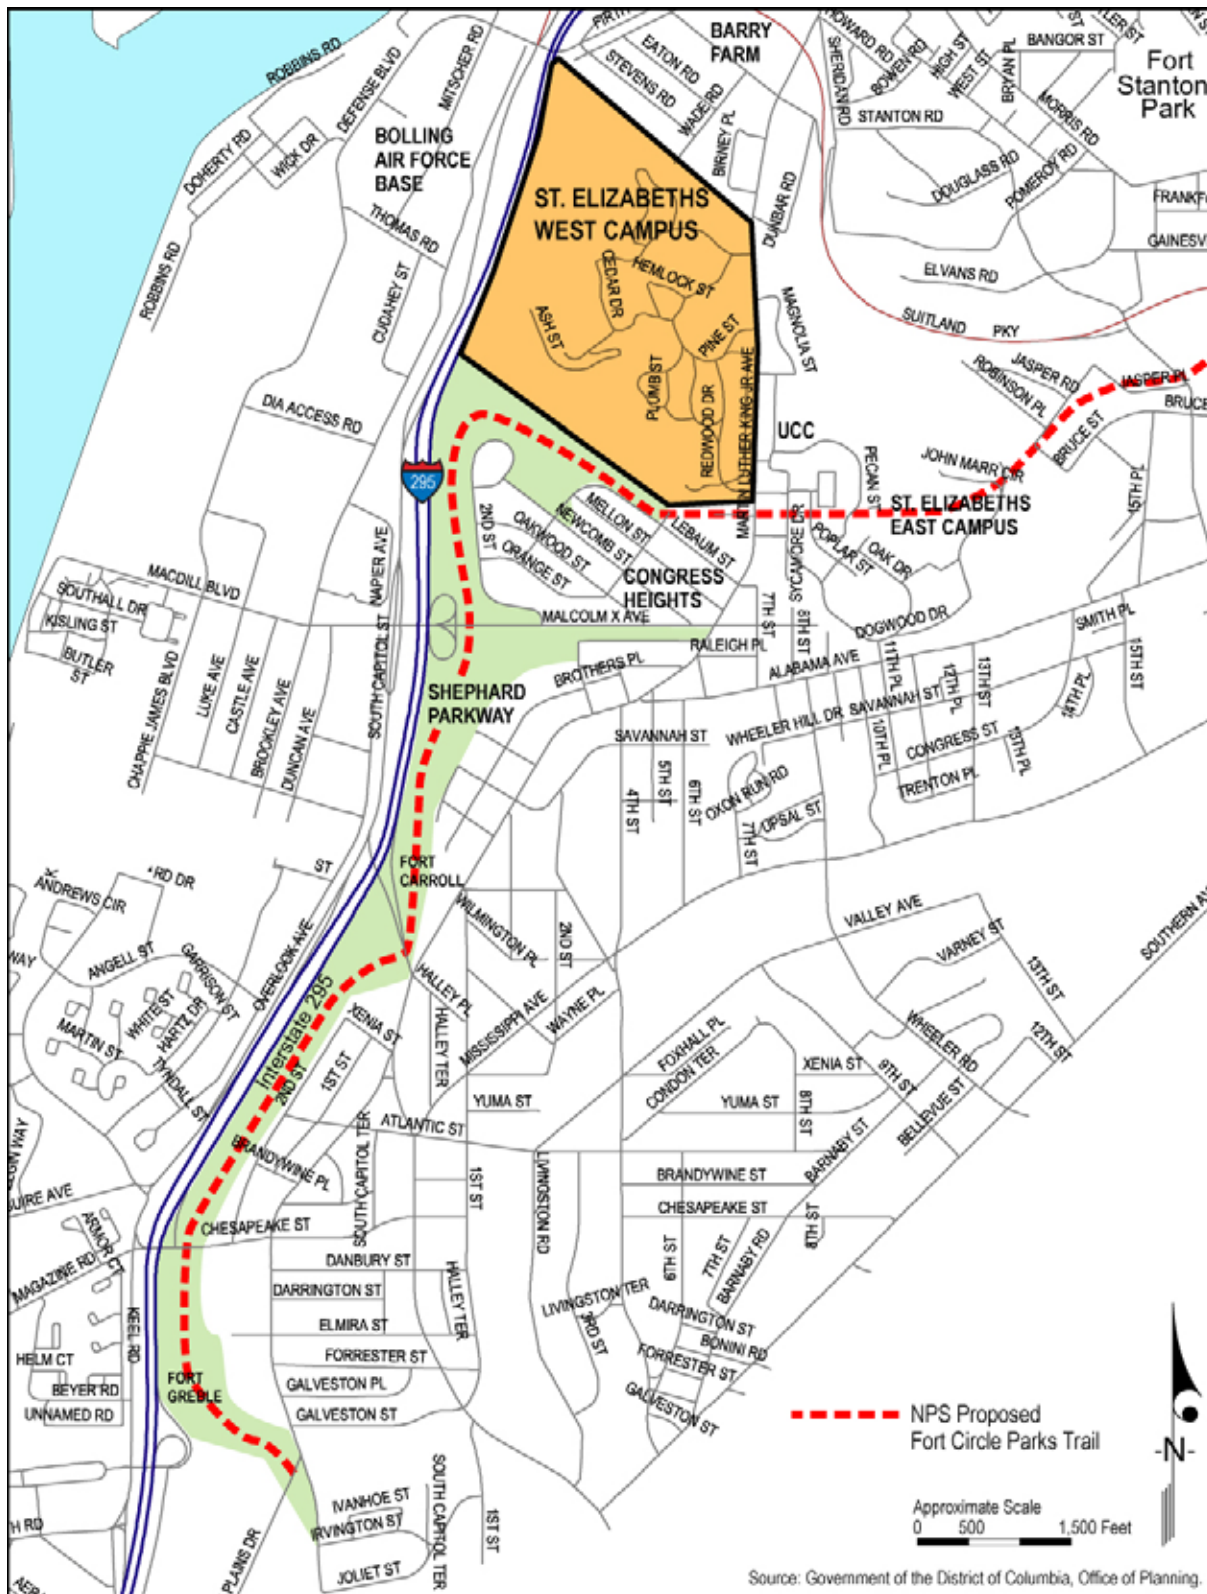 ROBBINS RD
DEFENSE BLVD
MITSCHER RD
FIRTH
EATON RD
STEVENS RD
WADE RD
BARRY
FARM
HOWARD RD
SHERIDAN RD
BOWEN RD
HIGH ST
WEST ST
BRYAN PL
BANGOR ST
Fort
Stanton
Park
MORRIS RD
STANTON RD
DOUGLASS RD
POMEROY RD
FRANKF
GAINESV
ELVANS RD
SUITLAND PKY
BIRNEY PL
DUNBAR RD
DOHERTY RD
WICK DR
BOLLING
AIR FORCE
BASE
THOMAS RD
ROBBINS RD
CUDAHEY ST
ST. ELIZABETHS
WEST CAMPUS
CEDAR DR
HEMLOCK ST
ASH ST
PINE ST
PLUMB ST
REDWOOD DR
MARTIN LUTHER KING JR AVE
MAGNOLIA ST
JASPER RD
ROBINSON PL
JASPER PL
BRUCE
BRUCE ST
DIA ACCESS RD
UCC
PECAN ST
JOHN MARR CIR
15TH PL
295
ST. ELIZABETHS
EAST CAMPUS
2ND ST
MELLON ST
NEWCOMB ST
OAKWOOD ST
ORANGE ST
LEBAUM ST
SYCAMORE DR
POPLAR ST
OAK DR
CONGRESS
HEIGHTS
MACDILL BLVD
SOUTHALL DR
KISLING ST
BUTLER
ST
NAPIER AVE
SOUTH CAPITOL ST
MALCOLM X AVE
7TH ST
8TH ST
DOGWOOD DR
SMITH PL
RALEIGH PL
BROTHERS PL
ALABAMA AVE
11TH PL
12TH PL
13TH ST
14TH PL
15TH ST
CHAPPIE JAMES BLVD
LUKE AVE
CASTLE AVE
BROOKLEY AVE
DUNCAN AVE
SHEPHARD
PARKWAY
SAVANNAH ST
WHEELER HILL DR
SAVANNAH ST
10TH PL
CONGRESS ST
13TH PL
TRENTON PL
4TH ST
5TH ST
6TH ST
OXON RUN RD
UPSAL ST
7TH ST
FORT
CARROLL
ST
RD DR
ANDREWS CIR
WAY
ANGELL ST
GARRISON ST
OVERLOOK AVE
WILMINGTON PL
2ND ST
VALLEY AVE
VARNEY ST
SOUTHERN AV
13TH ST
12TH ST
WHITE ST
HARTZ DR
MARTIN ST
TYNDALL ST
Interstate 295
HALLEY PL
HALLEY TER
MISSISSIPPI AVE
WAYNE PL
XENIA ST
2ND ST
1ST ST
FOXHALL PL
CONDON TER
WHEELER RD
XENIA ST
9TH ST
BELLEVUE ST
YUMA ST
YUMA ST
8TH ST
ATLANTIC ST
BARNABY ST
BRANDYWINE PL
SOUTH CAPITOL TER
1ST ST
LIVINGSTON RD
BRANDYWINE ST
CHESAPEAKE ST
ELGIN WAY
UIRE AVE
ARMOR CT
MAGAZINE RD
CHESAPEAKE ST
DANBURY ST
DARRINGTON ST
HALLEY TER
6TH ST
7TH ST
BARNABY RD
8TH ST
KEEL RD
ELMIRA ST
FORRESTER ST
LIVINGSTON TER
3RD ST
DARRINGTON ST
BONINI RD
FORRESTER ST
GALVESTON ST
HELM CT
BEYER RD
UNNAMED RD
FORT
GREBLE
GALVESTON PL
GALVESTON ST
NPS Proposed
Fort Circle Parks Trail
-N-
IVANHOE ST
IRVINGTON ST
JOLIET ST
SOUTH CAPITOL TER
1ST ST
PLAINS DR
H RD
Approximate Scale
0 500 1,500 Feet
Source: Government of the District of Columbia, Office of Planning.